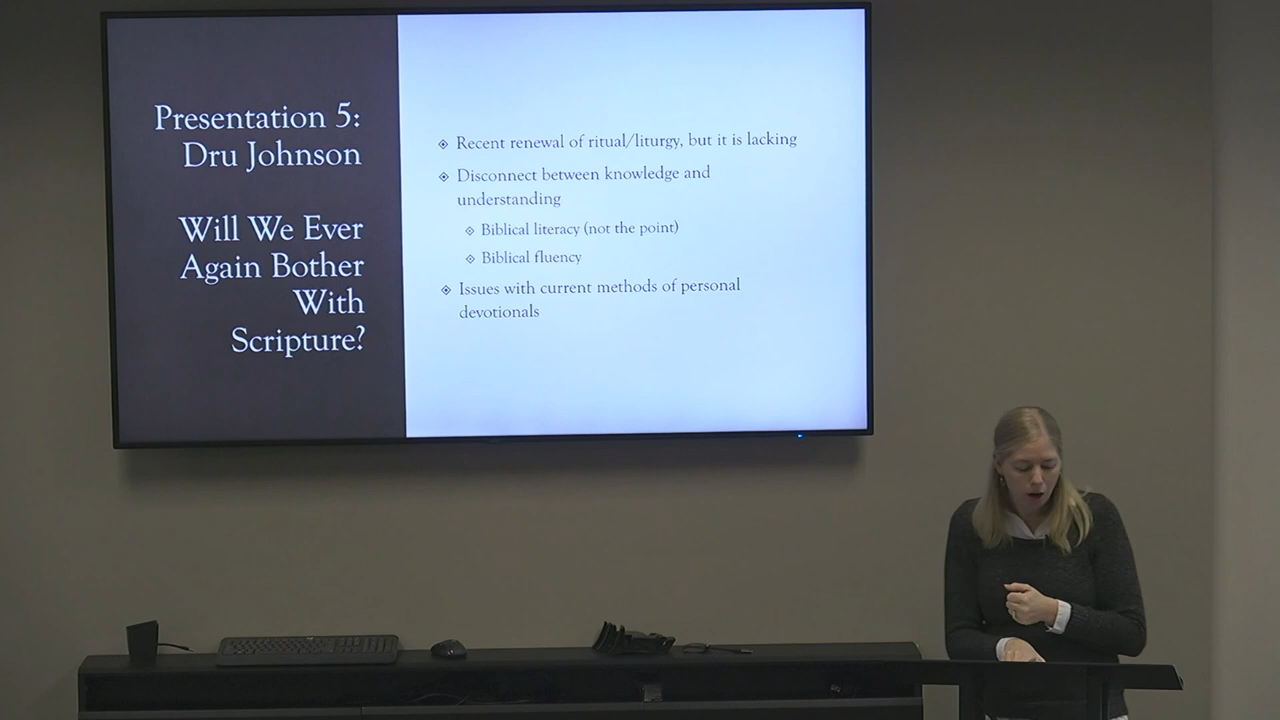 Presentation 5:
Dru Johnson
Will We Ever
Again Bother
With
Scripture?
Recent renewal of ritual/liturgy, but it is lacking
Disconnect between knowledge and
understanding
Biblical literacy (not the point)
Biblical fluency
Issues with current methods of personal
devotionals